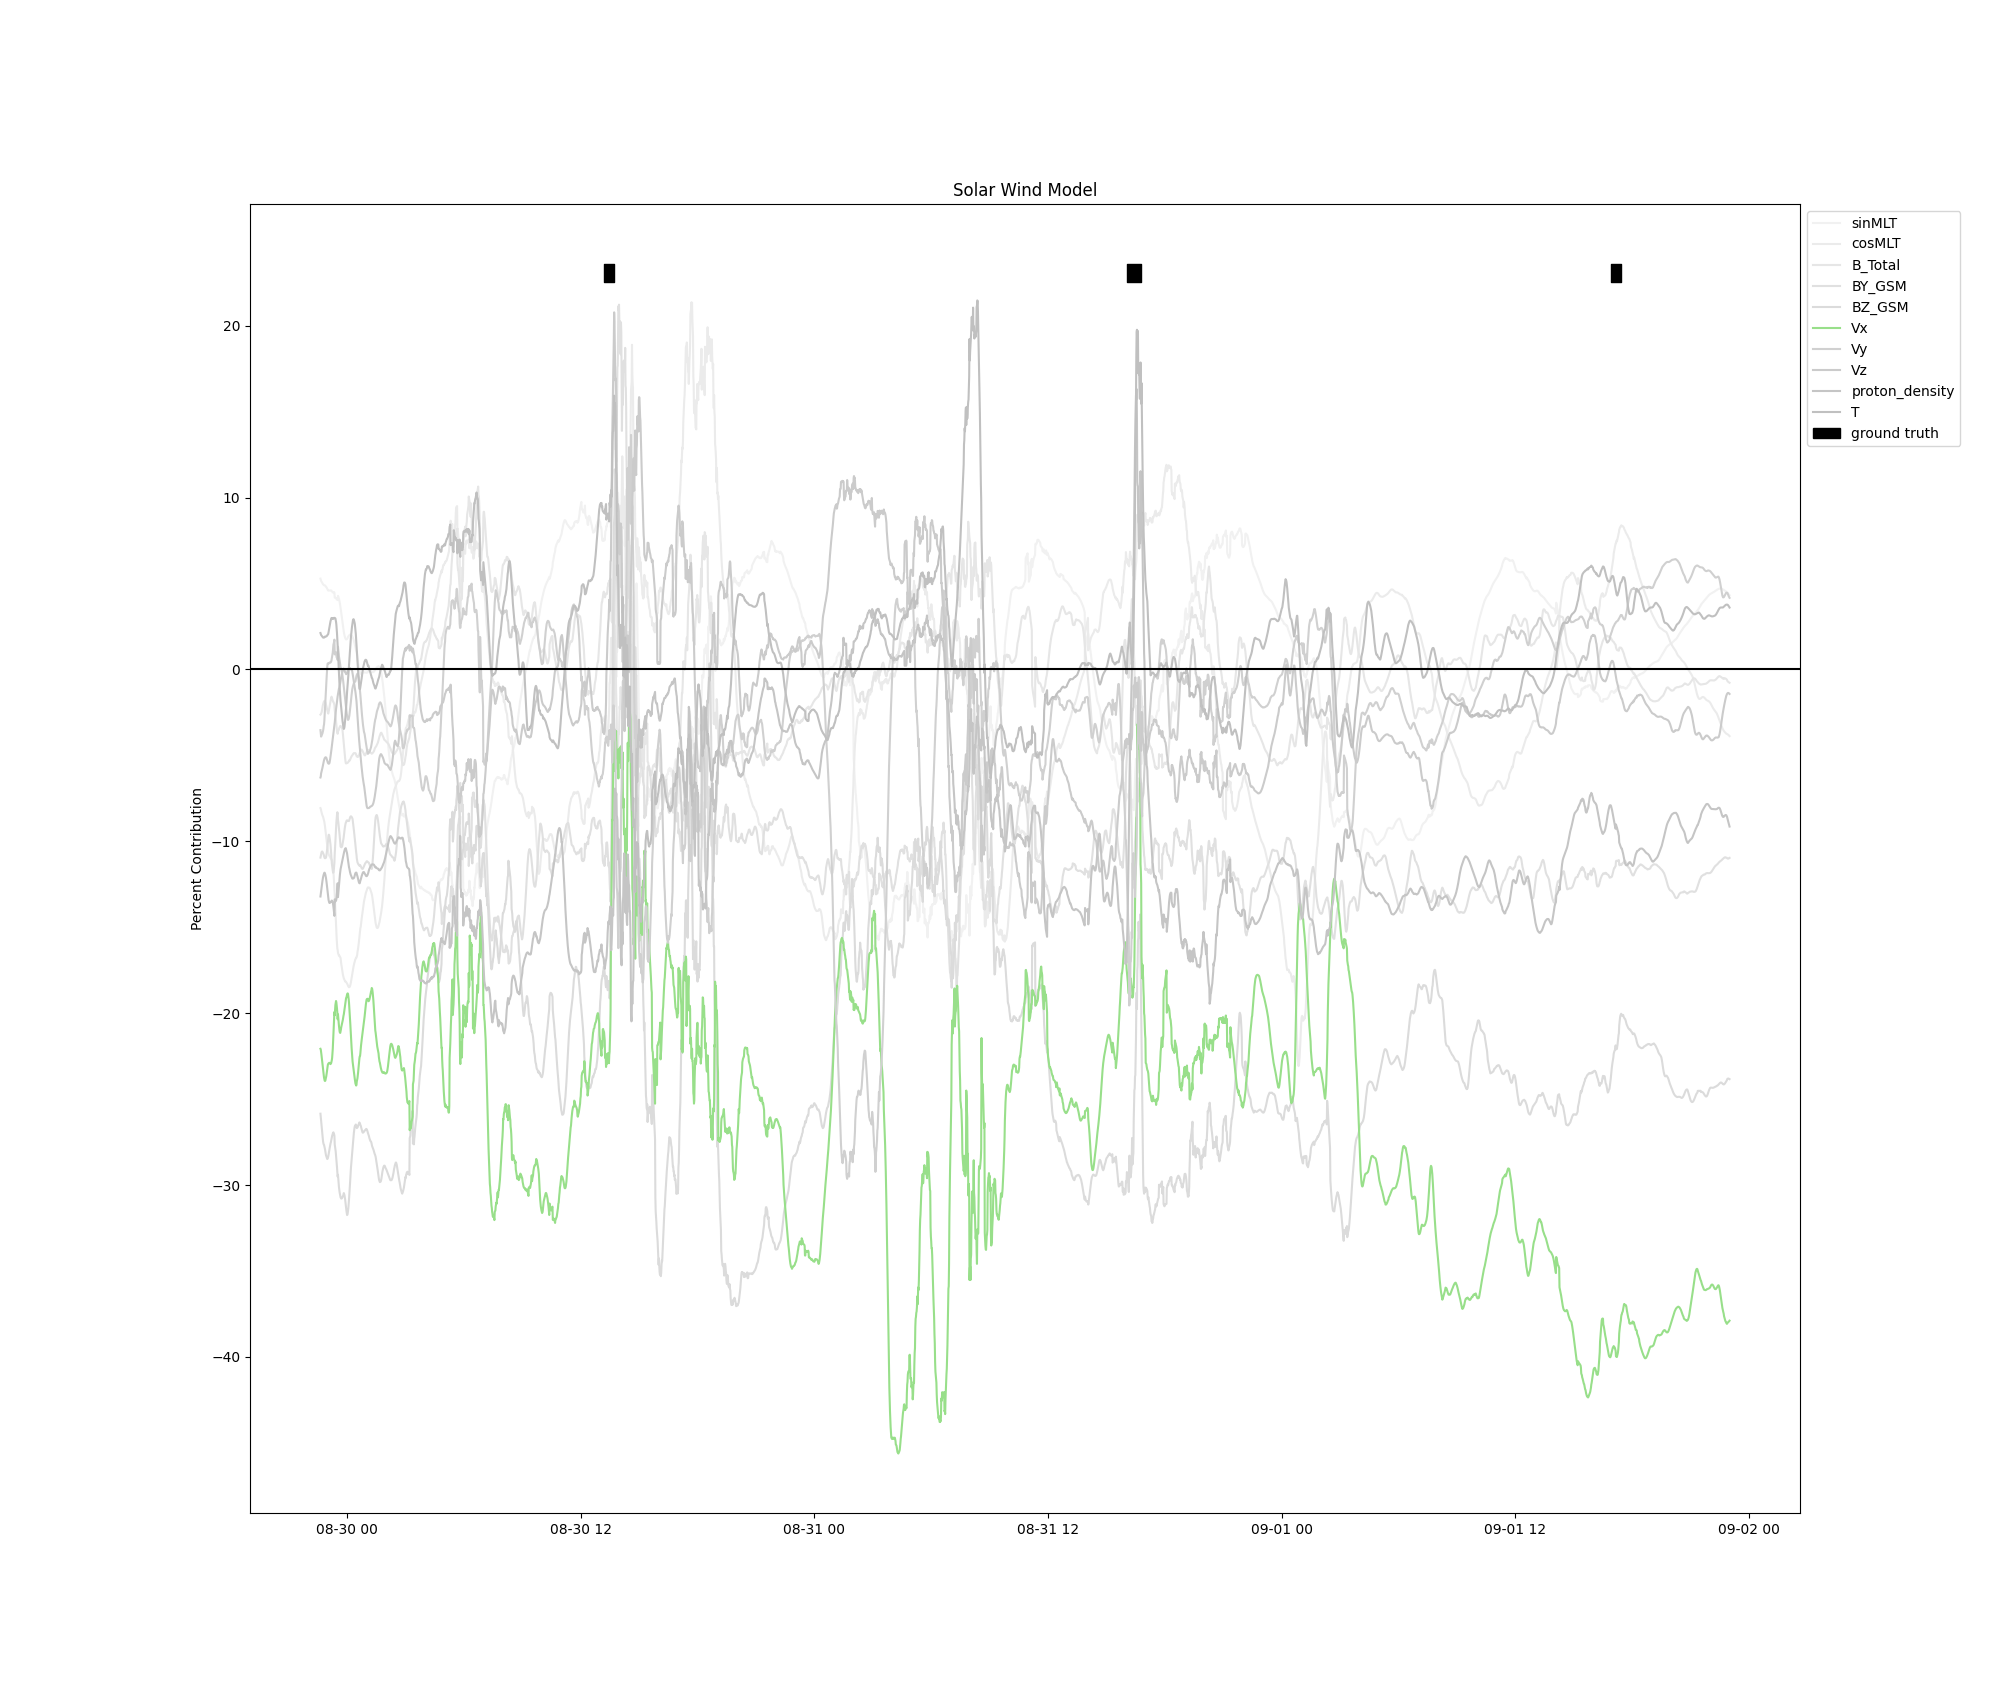 Solar Wind Model
sinMLT
cosMLT
B_Total
BY_GSM
BZ_GSM
Vx
Vy
Vz
proton_density
T
ground truth
Percent Contribution
20
10
0
−10
−20
−30
−40
08-30 00
08-30 12
08-31 00
08-31 12
09-01 00
09-01 12
09-02 00